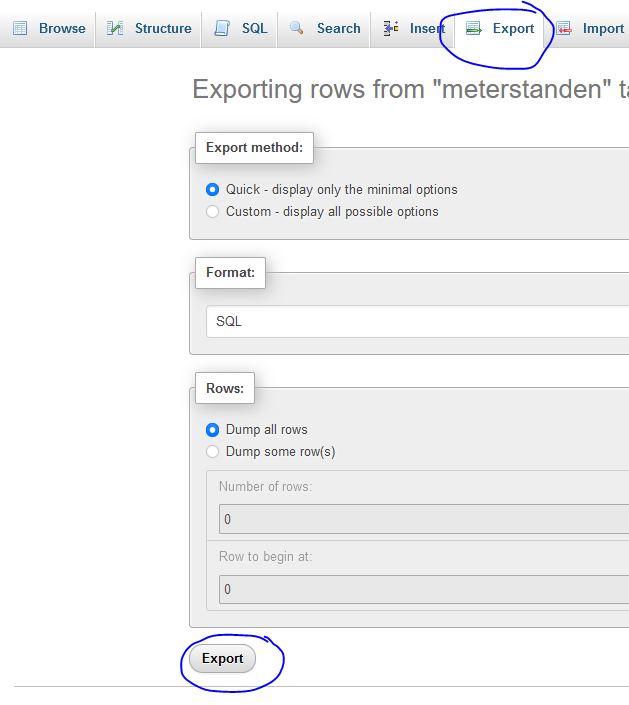 Browse Structure SQL Search Insert Export Import
Exporting rows from "meterstanden" ta
Export method:
Quick - display only the minimal options
Custom - display all possible options
Format:
SQL
Rows:
Dump all rows
Dump some row(s)
Number of rows:
0
Row to begin at:
0
Export